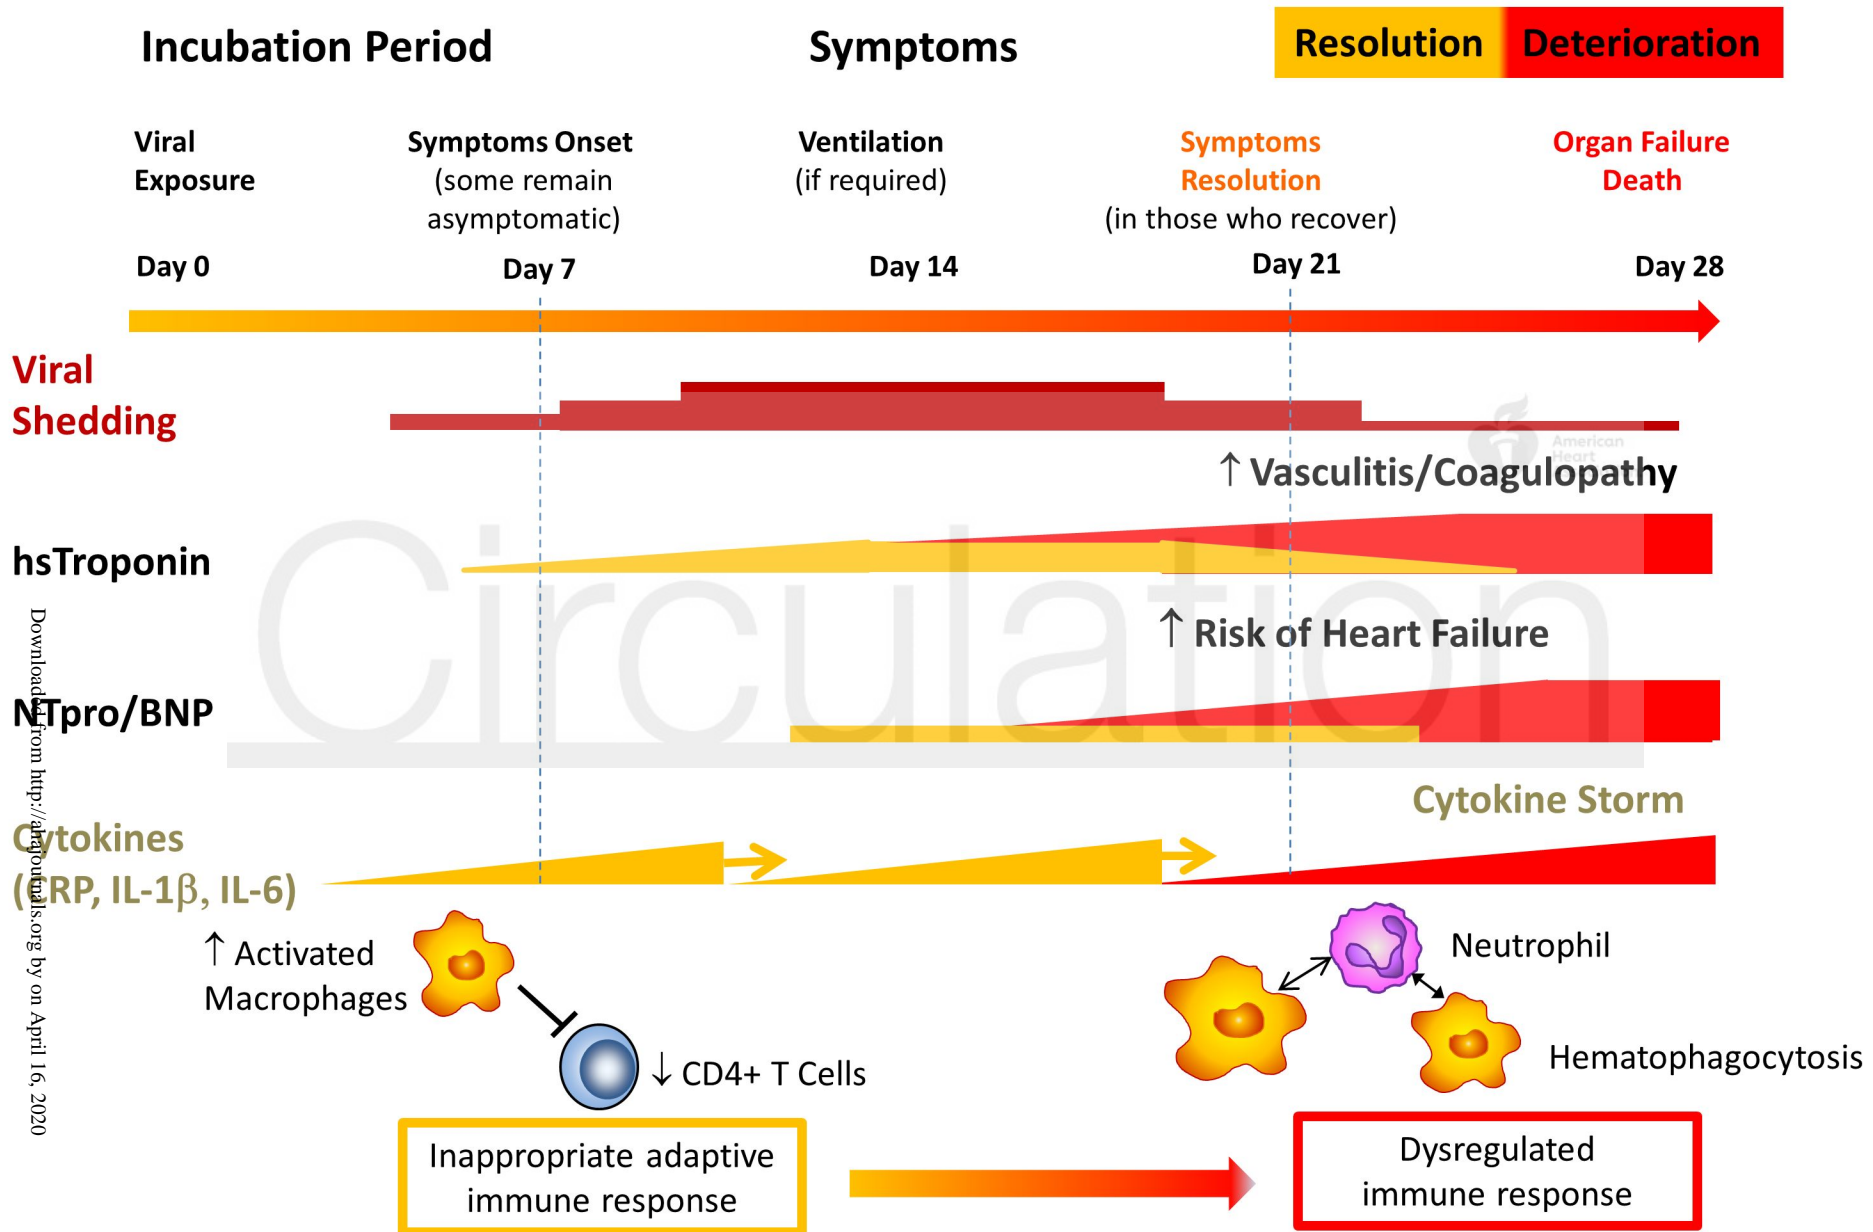 Incubation Period
Symptoms
Resolution
Deterioration
Viral
Exposure
Symptoms Onset
(some remain
asymptomatic)
Ventilation
(if required)
Symptoms
Resolution
(in those who recover)
Organ Failure
Death
Day 0
Day 7
Day 14
Day 21
Day 28
Viral
Shedding
American
Heart
↑ Vasculitis/Coagulopathy
hsTroponin
Circulation
↑ Risk of Heart Failure
NTpro/BNP
Cytokine Storm
Cytokines
(CRP, IL-1β, IL-6)
↑ Activated
Macrophages
↓ CD4+ T Cells
Neutrophil
Hematophagocytosis
Inappropriate adaptive
immune response
Dysregulated
immune response
Downloaded from http://ahajournals.org by on April 16, 2020